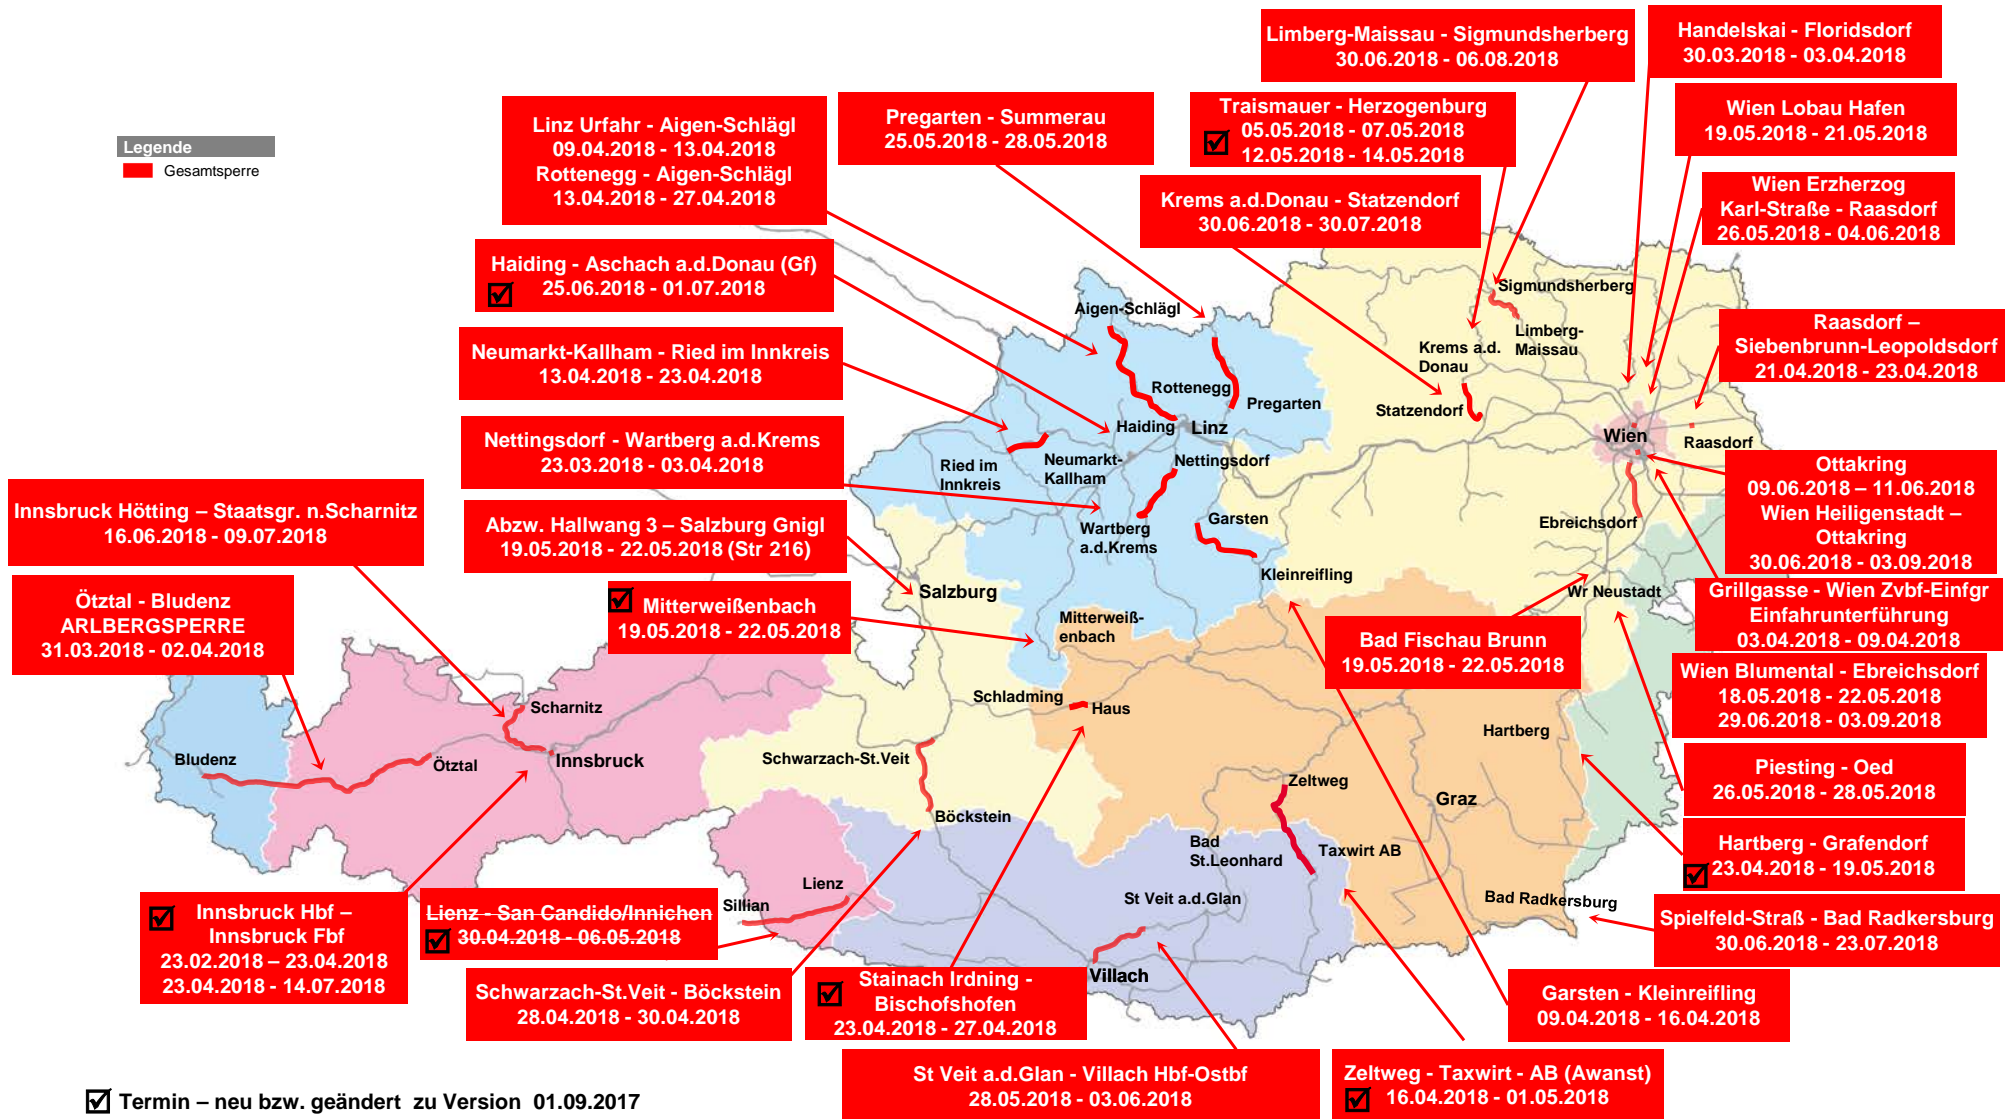 Legende
Gesamtsperre
Limberg-Maissau - Sigmundsherberg
30.06.2018 - 06.08.2018
Handelskai - Floridsdorf
30.03.2018 - 03.04.2018
Linz Urfahr - Aigen-Schlägl
09.04.2018 - 13.04.2018
Rottenegg - Aigen-Schlägl
13.04.2018 - 27.04.2018
Pregarten - Summerau
25.05.2018 - 28.05.2018
Traismauer - Herzogenburg
05.05.2018 - 07.05.2018
12.05.2018 - 14.05.2018
Wien Lobau Hafen
19.05.2018 - 21.05.2018
Krems a.d.Donau - Statzendorf
30.06.2018 - 30.07.2018
Wien Erzherzog
Karl-Straße - Raasdorf
26.05.2018 - 04.06.2018
Haiding - Aschach a.d.Donau (Gf)
25.06.2018 - 01.07.2018
Neumarkt-Kallham - Ried im Innkreis
13.04.2018 - 23.04.2018
Raasdorf –
Siebenbrunn-Leopoldsdorf
21.04.2018 - 23.04.2018
Nettingsdorf - Wartberg a.d.Krems
23.03.2018 - 03.04.2018
Innsbruck Hötting – Staatsgr. n.Scharnitz
16.06.2018 - 09.07.2018
Abzw. Hallwang 3 – Salzburg Gnigl
19.05.2018 - 22.05.2018 (Str 216)
Ottakring
09.06.2018 – 11.06.2018
Wien Heiligenstadt –
Ottakring
30.06.2018 - 03.09.2018
Ötztal - Bludenz
ARLBERGSPERRE
31.03.2018 - 02.04.2018
Mitterweißenbach
19.05.2018 - 22.05.2018
Grillgasse - Wien Zvbf-Einfgr
Einfahrunterführung
03.04.2018 - 09.04.2018
Bad Fischau Brunn
19.05.2018 - 22.05.2018
Wien Blumental - Ebreichsdorf
18.05.2018 - 22.05.2018
29.06.2018 - 03.09.2018
Piesting - Oed
26.05.2018 - 28.05.2018
Hartberg - Grafendorf
23.04.2018 - 19.05.2018
Spielfeld-Straß - Bad Radkersburg
30.06.2018 - 23.07.2018
Innsbruck Hbf –
Innsbruck Fbf
23.02.2018 – 23.04.2018
23.04.2018 - 14.07.2018
Lienz - San Candido/Innichen
30.04.2018 - 06.05.2018
Schwarzach-St.Veit - Böckstein
28.04.2018 - 30.04.2018
Stainach Irdning -
Bischofshofen
23.04.2018 - 27.04.2018
Garsten - Kleinreifling
09.04.2018 - 16.04.2018
St Veit a.d.Glan - Villach Hbf-Ostbf
28.05.2018 - 03.06.2018
Zeltweg - Taxwirt - AB (Awanst)
16.04.2018 - 01.05.2018
Sigmundsherberg
Aigen-Schlägl
Limberg-
Maissau
Krems a.d.
Donau
Rottenegg
Pregarten
Statzendorf
Haiding
Linz
Wien
Raasdorf
Ried im
Innkreis
Neumarkt-
Kallham
Nettingsdorf
Garsten
Ebreichsdorf
Wartberg
a.d.Krems
Kleinreifling
Salzburg
Wr Neustadt
Mitterweiß-
enbach
Schladming
Haus
Scharnitz
Hartberg
Bludenz
Ötztal
Innsbruck
Schwarzach-St.Veit
Zeltweg
Graz
Böckstein
Bad
St.Leonhard
Taxwirt AB
Lienz
Sillian
St Veit a.d.Glan
Bad Radkersburg
Villach
Termin – neu bzw. geändert zu Version 01.09.2017